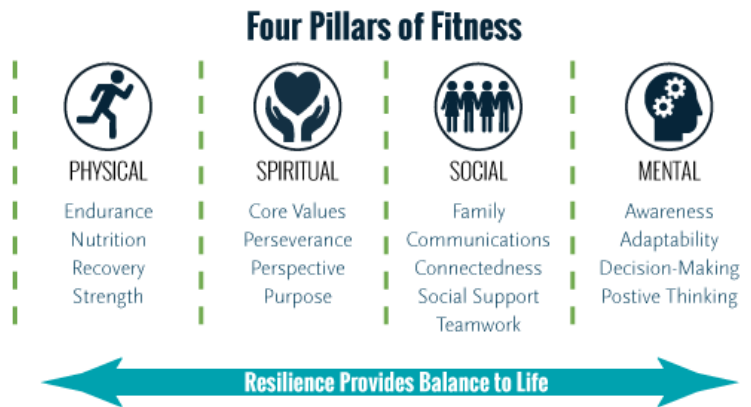 Four Pillars of Fitness
PHYSICAL
Endurance
Nutrition
Recovery
Strength
SPIRITUAL
Core Values
Perseverance
Perspective
Purpose
SOCIAL
Family
Communications
Connectedness
Social Support
Teamwork
MENTAL
Awareness
Adaptability
Decision-Making
Postive Thinking
Resilience Provides Balance to Life